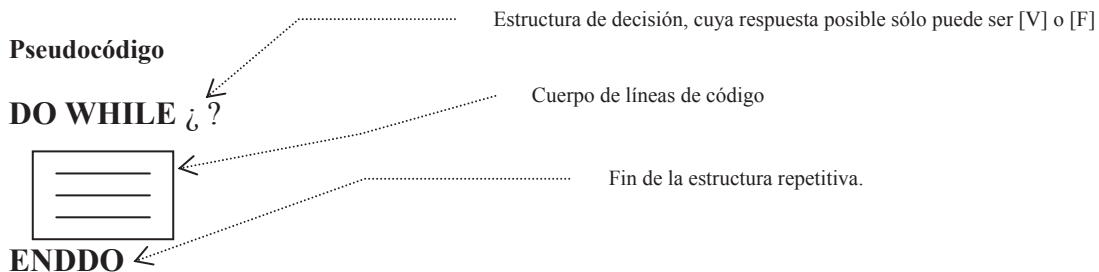 Estructura de decisión, cuya respuesta posible sólo puede ser [V] o [F]
Pseudocódigo
DO WHILE ¿ ?
Cuerpo de líneas de código
Fin de la estructura repetitiva.
ENDDO